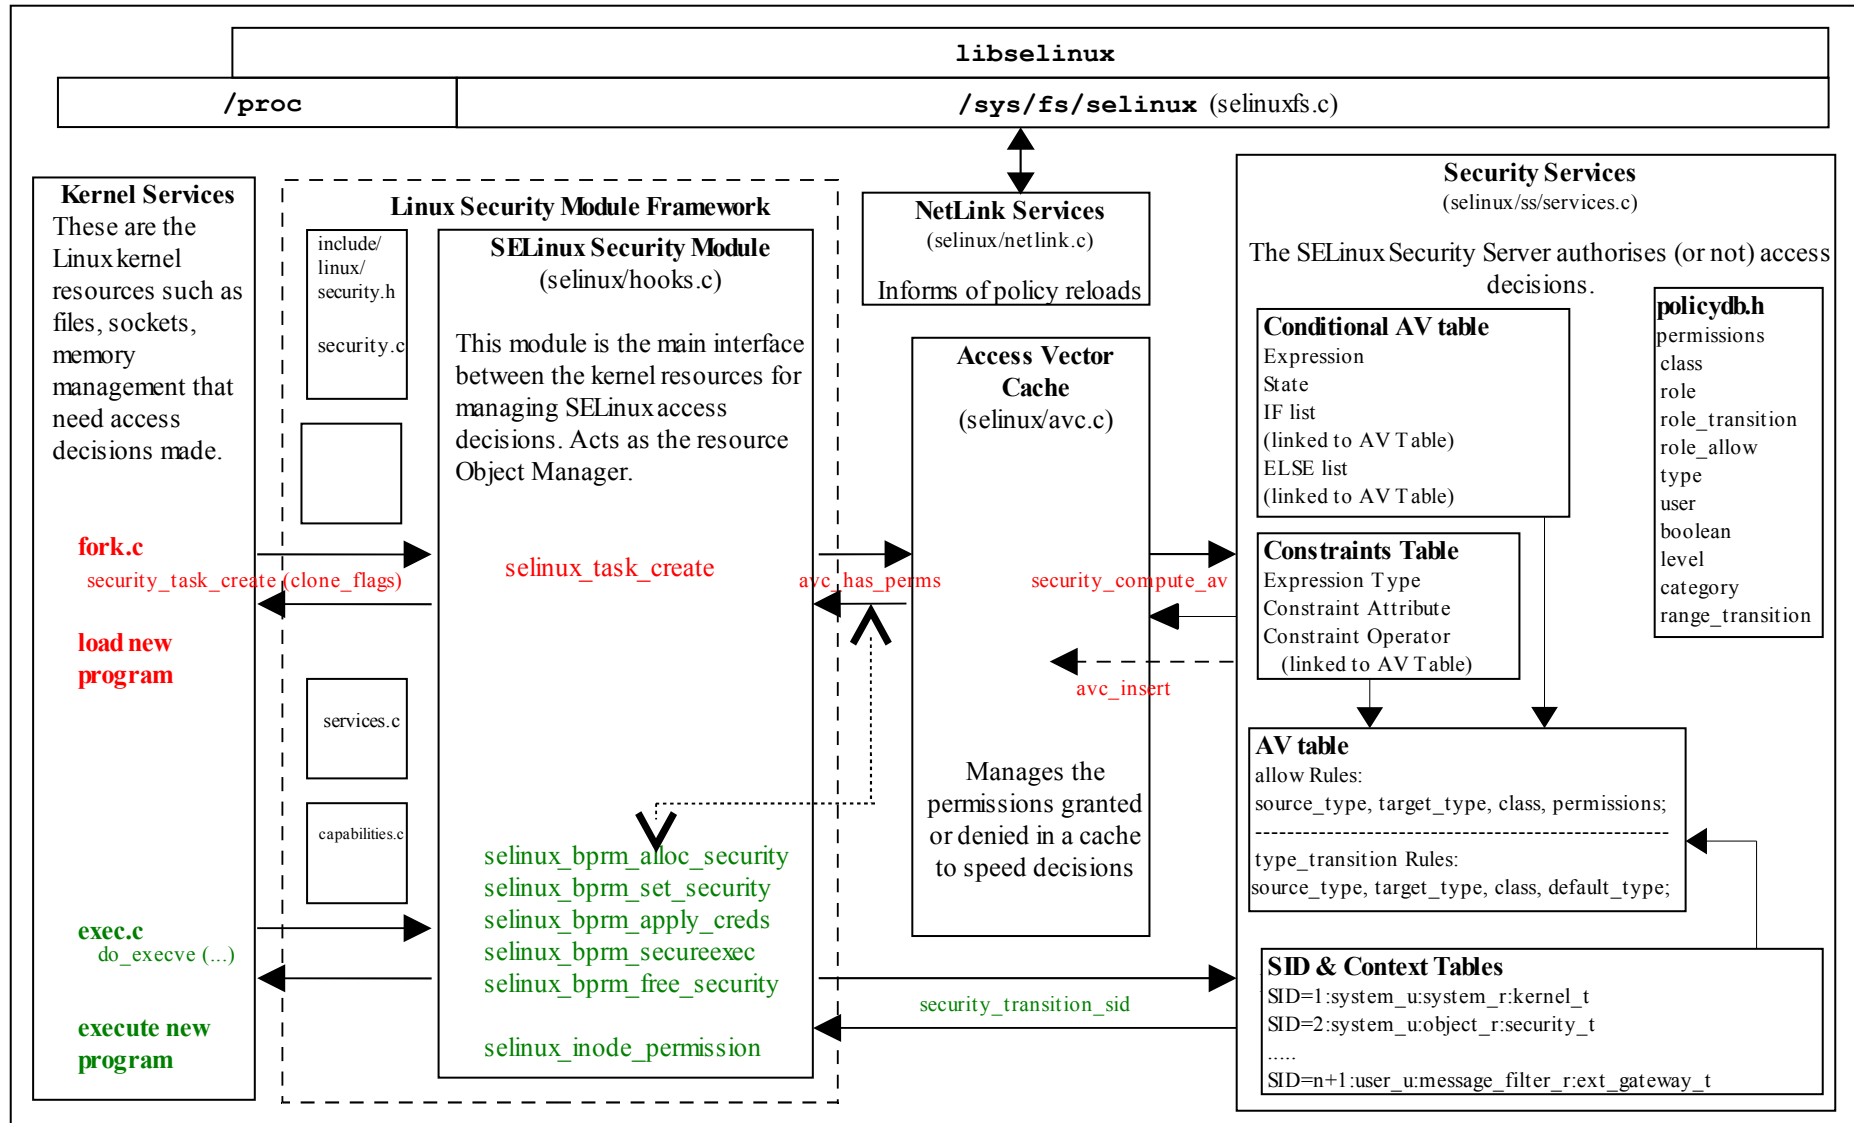 libselinux
/proc
/sys/fs/selinux (selinuxfs.c)
Kernel Services
These are the
Linux kernel
resources such as
files, sockets,
memory
management that
need access
decisions made.
fork.c
security_task_create (clone_flags)
load new
program
exec.c
do_execve (...)
execute new
program
Linux Security Module Framework
include/
linux/
security.h
security.c
services.c
capabilities.c
SELinux Security Module
(selinux/hooks.c)
This module is the main interface
between the kernel resources for
managing SELinux access
decisions. Acts as the resource
Object Manager.
selinux_task_create
selinux_bprm_alloc_security
selinux_bprm_set_security
selinux_bprm_apply_creds
selinux_bprm_secureexec
selinux_bprm_free_security
selinux_inode_permission
avc_has_perms
NetLink Services
(selinux/netlink.c)
Informs of policy reloads
Access Vector
Cache
(selinux/avc.c)
Manages the
permissions granted
or denied in a cache
to speed decisions
security_compute_av
avc_insert
security_transition_sid
Security Services
(selinux/ss/services.c)
The SELinux Security Server authorises (or not) access
decisions.
Conditional AV table
Expression
State
IF list
(linked to AV Table)
ELSE list
(linked to AV Table)
Constraints Table
Expression Type
Constraint Attribute
Constraint Operator
(linked to AV Table)
policydb.h
permissions
class
role
role_transition
role_allow
type
user
boolean
level
category
range_transition
AV table
allow Rules:
source_type, target_type, class, permissions;
type_transition Rules:
source_type, target_type, class, default_type;
SID & Context Tables
SID=1:system_u:system_r:kernel_t
SID=2:system_u:object_r:security_t
.....
SID=n+1:user_u:message_filter_r:ext_gateway_t